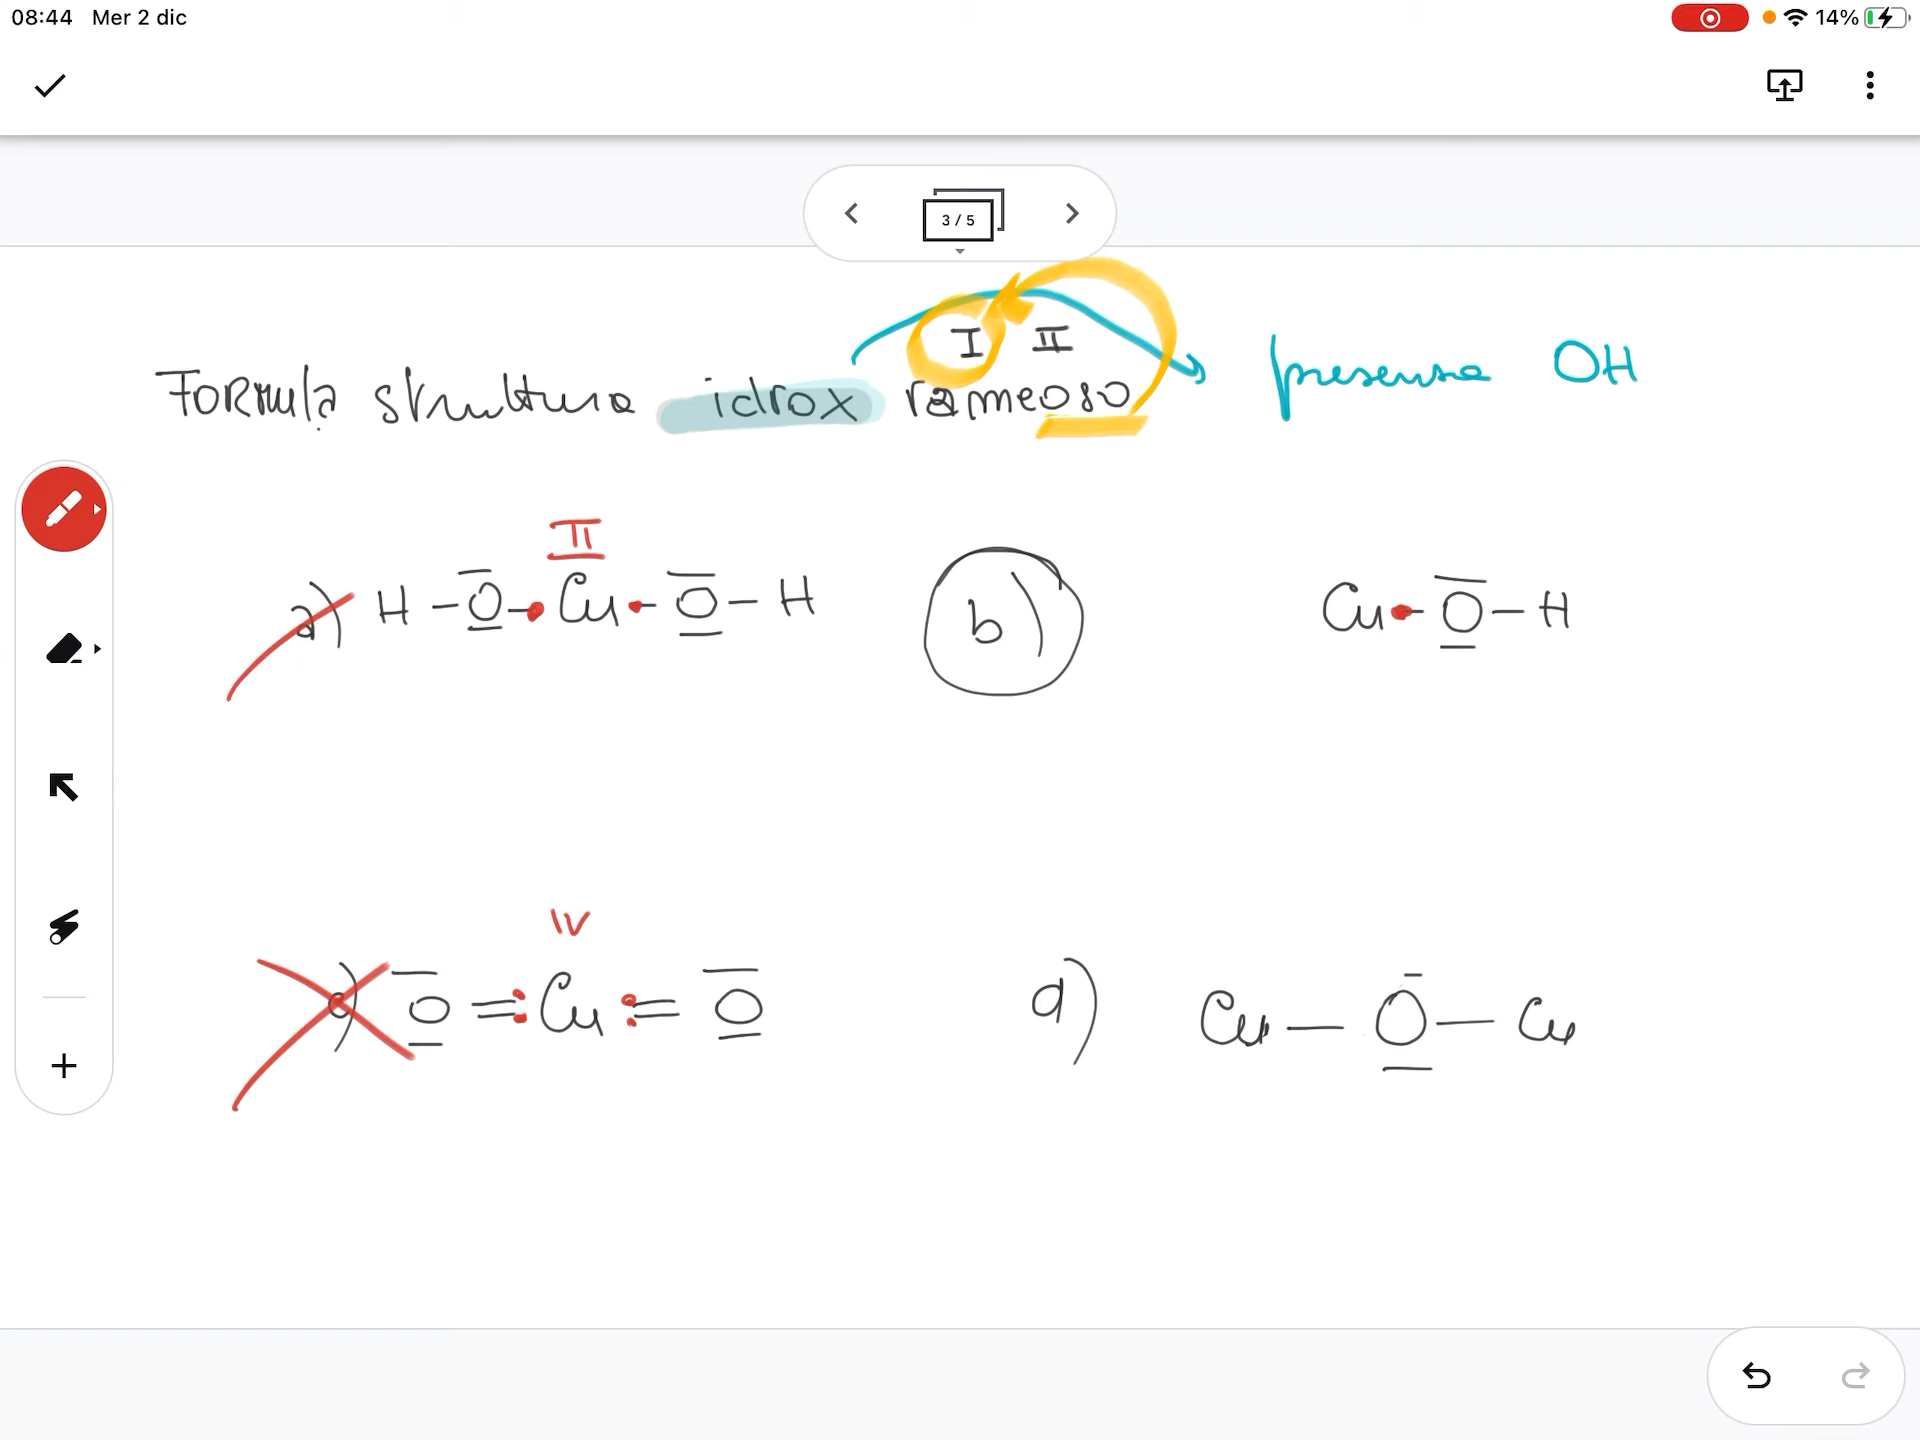 08:44 Mer 2 dic 14%
3 / 5
I II
Formula struttura idrox rameoso presenza OH
II
a) H - O - Cu - O - H b) Cu - O - H
IV
c) O = Cu = O d) Cu - O - Cu